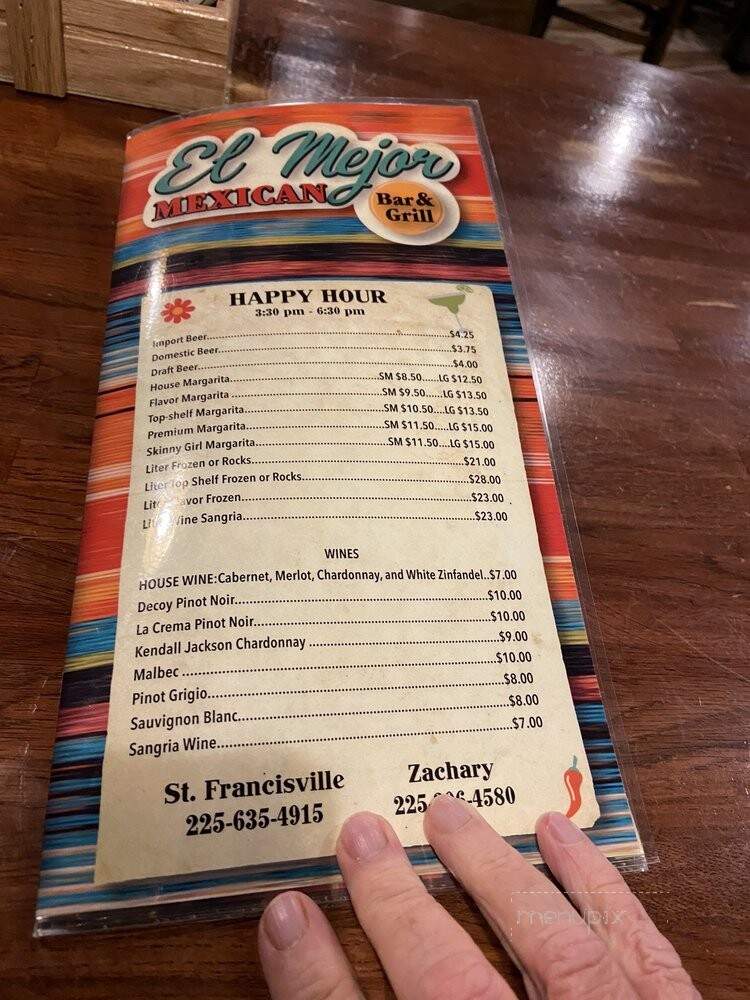 El Mejor
MEXICAN
Bar &
Grill
HAPPY HOUR
3:30 pm - 6:30 pm
Import Beer....$4.25
Domestic Beer....$3.75
Draft Beer....$4.00
House Margarita....SM $8.50......LG $12.50
Flavor Margarita ....SM $9.50......LG $13.50
Top-shelf Margarita....SM $10.50....LG $13.50
Premium Margarita....SM $11.50....LG $15.00
Skinny Girl Margarita....SM $11.50....LG $15.00
Liter Frozen or Rocks....$21.00
Liter Top Shelf Frozen or Rocks....$28.00
Frozen....$23.00
Sangria....$23.00
WINES
HOUSE WINE:Cabernet, Merlot, Chardonnay, and White Zinfandel..$7.00
Decoy Pinot Noir....$10.00
La Crema Pinot Noir....$10.00
Kendall Jackson Chardonnay ....$9.00
Malbec ....$10.00
Pinot Grigio....$8.00
Sauvignon Blanc....$8.00
Sangria Wine....$7.00
St. Francisville
225-635-4915
Zachary
menupix